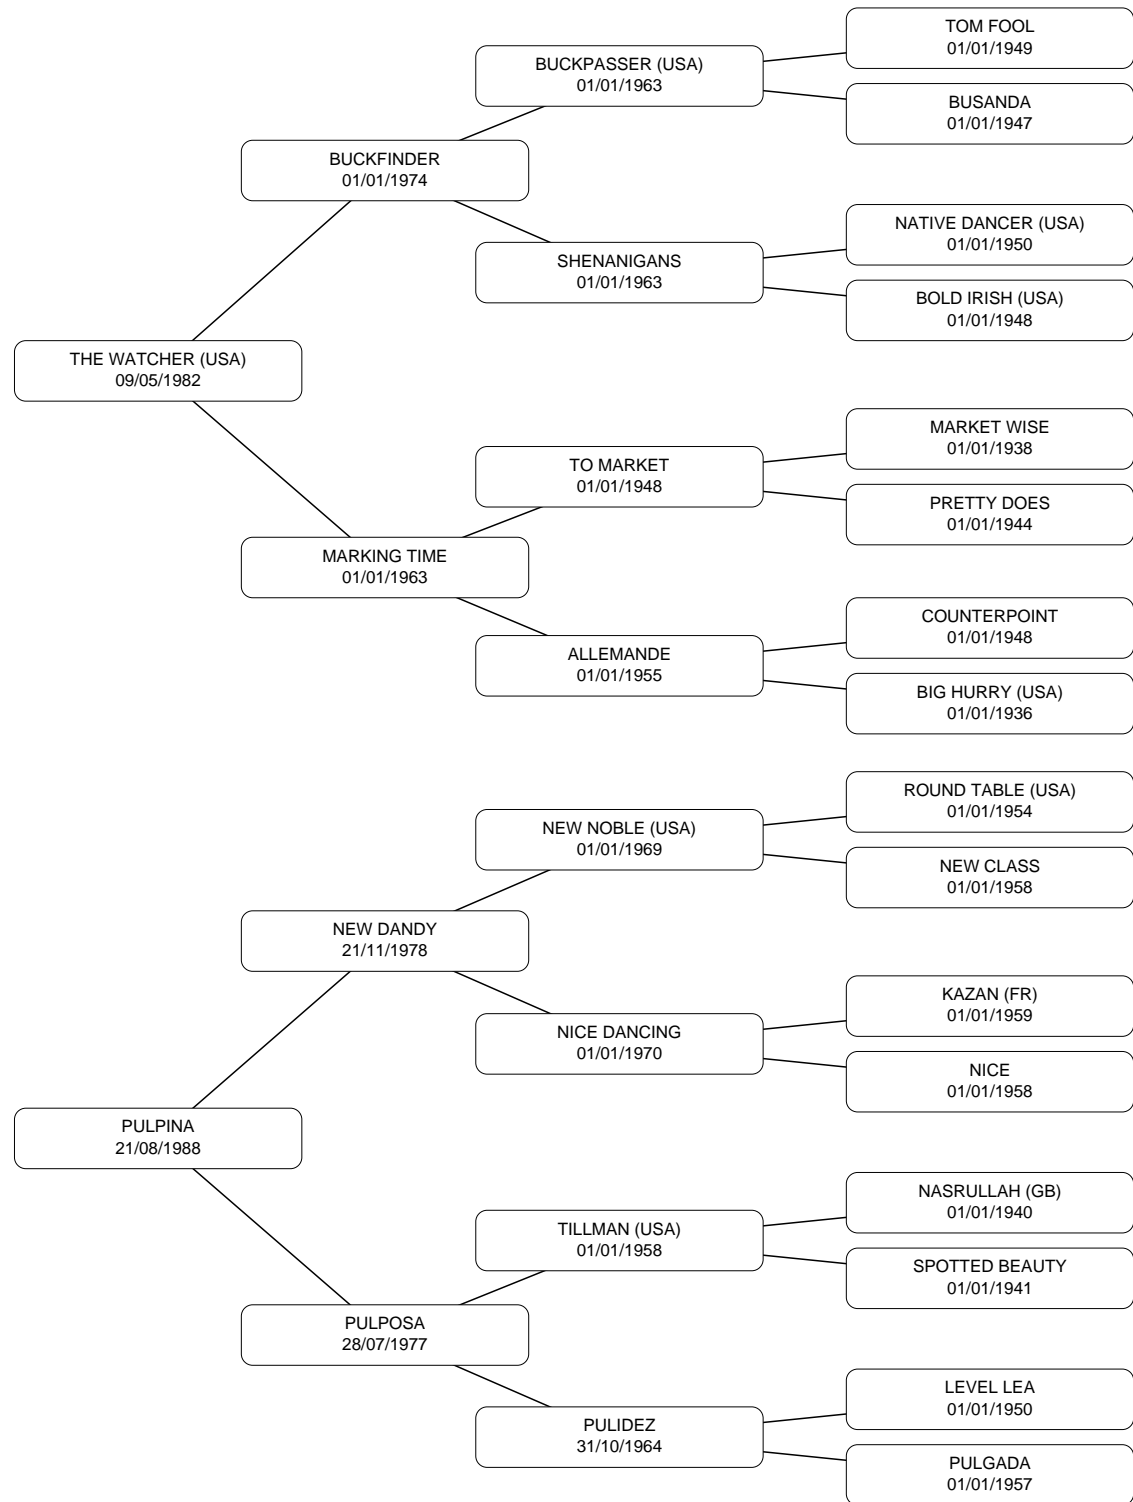 TOM FOOL
01/01/1949
BUCKPASSER (USA)
01/01/1963
BUSANDA
01/01/1947
BUCKFINDER
01/01/1974
NATIVE DANCER (USA)
01/01/1950
SHENANIGANS
01/01/1963
BOLD IRISH (USA)
01/01/1948
THE WATCHER (USA)
09/05/1982
MARKET WISE
01/01/1938
TO MARKET
01/01/1948
PRETTY DOES
01/01/1944
MARKING TIME
01/01/1963
COUNTERPOINT
01/01/1948
ALLEMANDE
01/01/1955
BIG HURRY (USA)
01/01/1936
ROUND TABLE (USA)
01/01/1954
NEW NOBLE (USA)
01/01/1969
NEW CLASS
01/01/1958
NEW DANDY
21/11/1978
KAZAN (FR)
01/01/1959
NICE DANCING
01/01/1970
NICE
01/01/1958
PULPINA
21/08/1988
NASRULLAH (GB)
01/01/1940
TILLMAN (USA)
01/01/1958
SPOTTED BEAUTY
01/01/1941
PULPOSA
28/07/1977
LEVEL LEA
01/01/1950
PULIDEZ
31/10/1964
PULGADA
01/01/1957